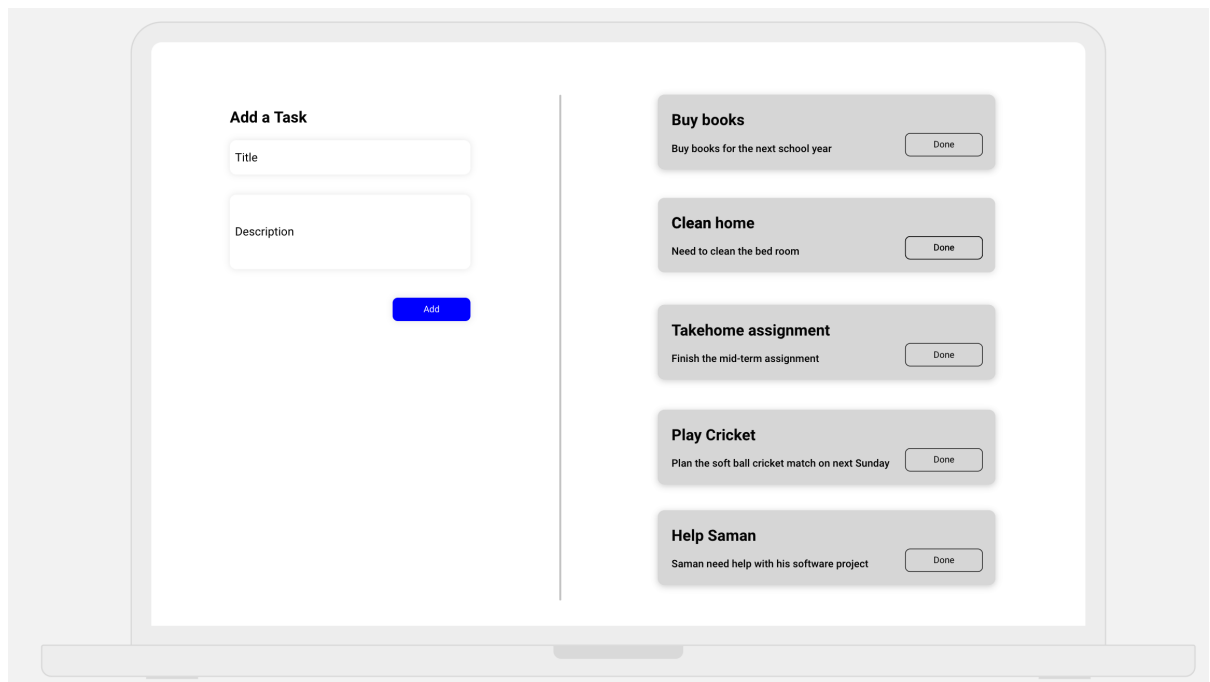 Add a Task
Title
Description
Add
Buy books
Buy books for the next school year
Done
Clean home
Need to clean the bed room
Done
Takehome assignment
Finish the mid-term assignment
Done
Play Cricket
Plan the soft ball cricket match on next Sunday
Done
Help Saman
Saman need help with his software project
Done